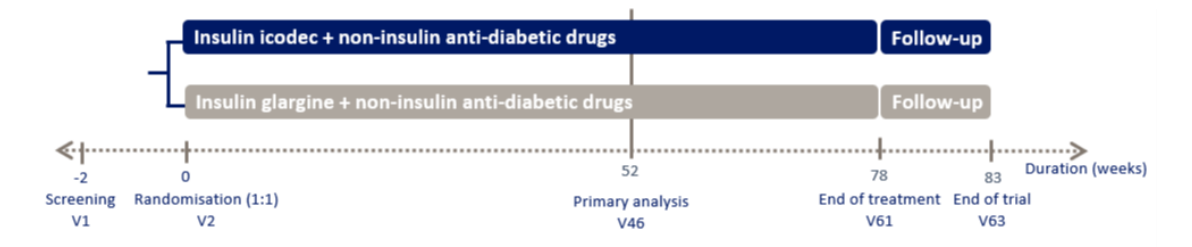 Insulin icodec + non-insulin anti-diabetic drugs
Follow-up
Insulin glargine + non-insulin anti-diabetic drugs
Follow-up
-2
0
52
78
83
Duration (weeks)
Screening
V1
Randomisation (1:1)
V2
Primary analysis
V46
End of treatment
V61
End of trial
V63